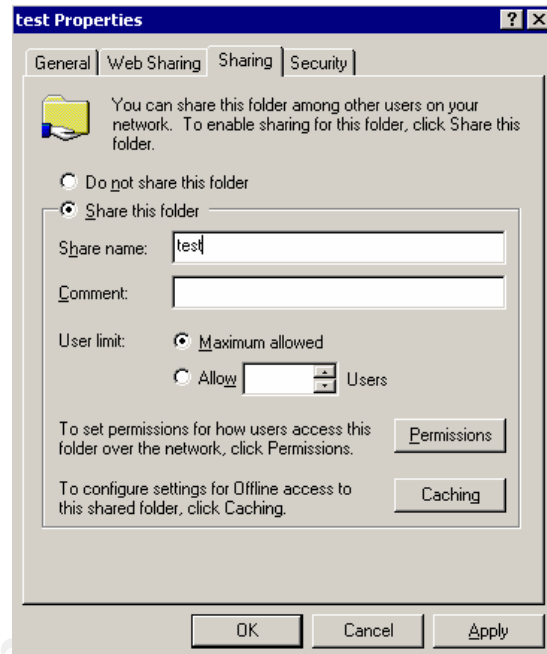 test Properties
General Web Sharing Sharing Security
You can share this folder among other users on your
network. To enable sharing for this folder, click Share this
folder.
Do not share this folder
Share this folder
Share name: test
Comment:
User limit: Maximum allowed
Allow Users
To set permissions for how users access this
folder over the network, click Permissions.
Permissions
To configure settings for Offline access to
this shared folder, click Caching.
Caching
OK Cancel Apply